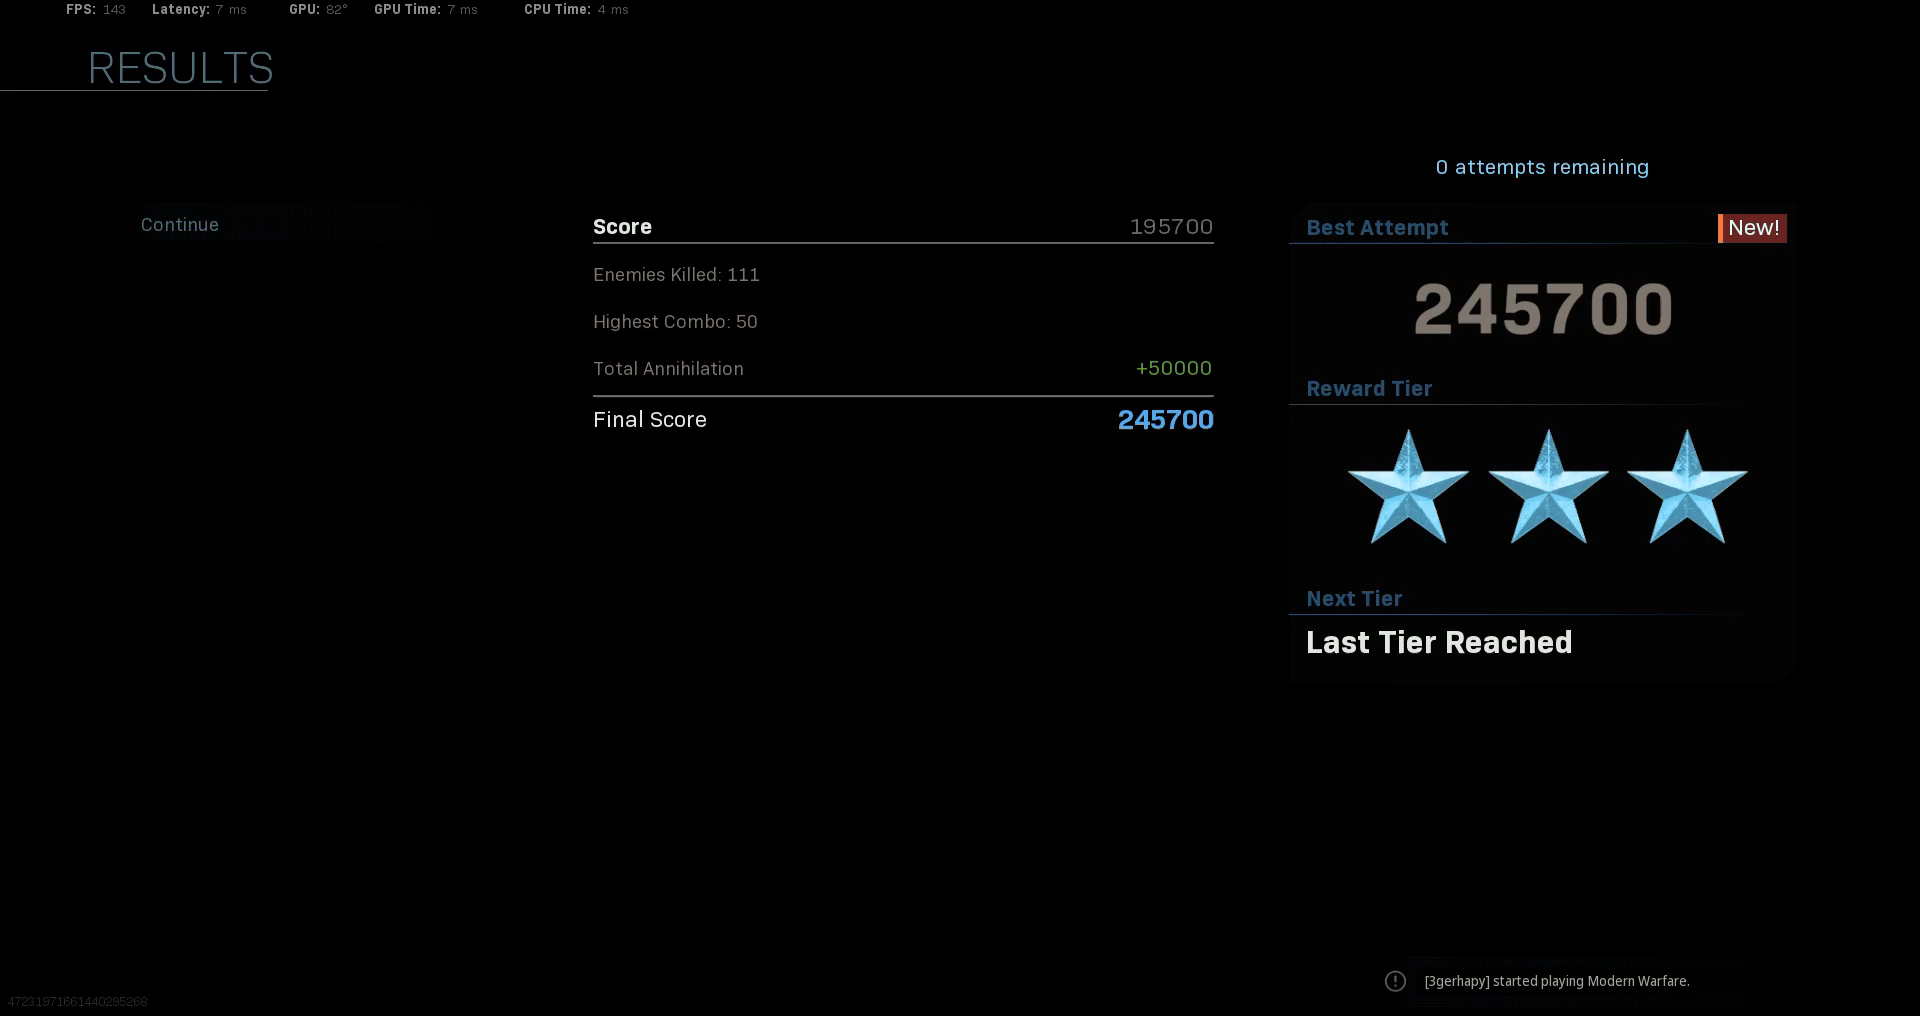 FPS: 143 Latency: 7 ms GPU: 82° GPU Time: 7 ms CPU Time: 4 ms
RESULTS
0 attempts remaining
Continue
Score 195700
Enemies Killed: 111
Highest Combo: 50
Total Annihilation +50000
Final Score 245700
Best Attempt New!
245700
Reward Tier
Next Tier
Last Tier Reached
[3gerhapy] started playing Modern Warfare.
47231971661440295268